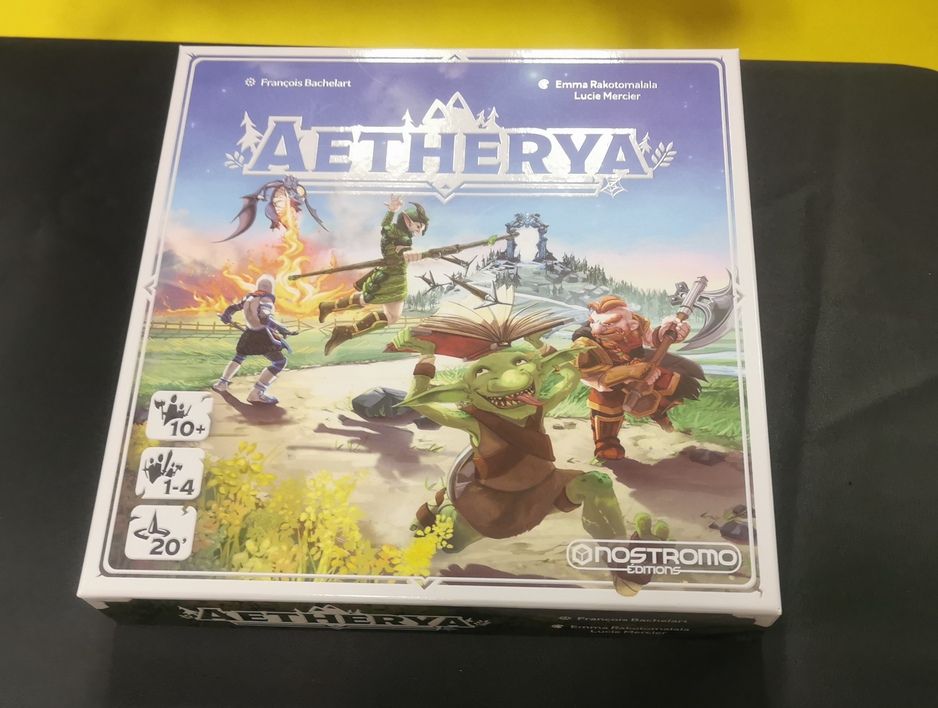 François Bachelart
Emma Rakotomalala
Lucie Mercier
AETHERYA
10+
1-4
20'
NOSTROMO
ÉDITIONS
AETHERYA
François Bachelart
Emma Rakotomalala
Lucie Mercier